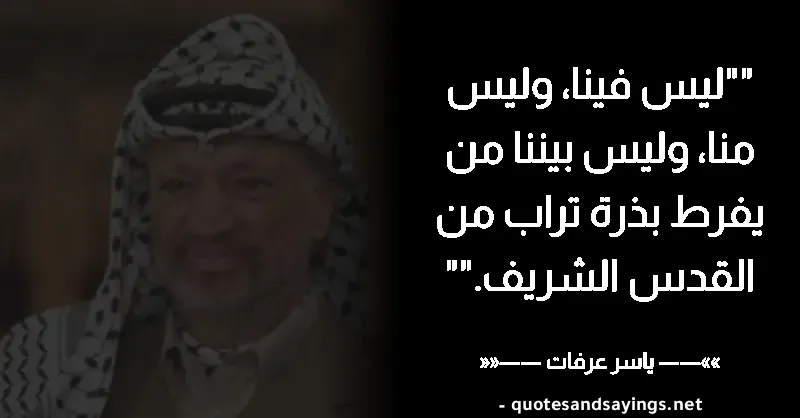 ""ليس فينا، وليس
منا، وليس بيننا من
يفرط بذرة تراب من
القدس الشريف.""
»»—— ياسر عرفات ——««
- quotesandsayings.net